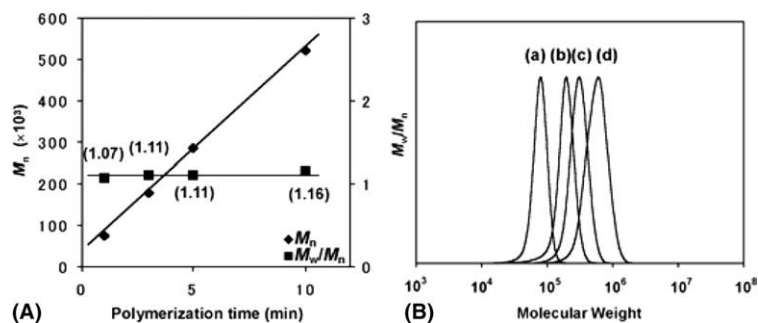 600
500
400
300
200
100
0
Mn (×10³)
3
2
1
0
Mw/Mn
(1.07)
(1.11)
(1.11)
(1.16)
Mn
Mw/Mn
0
5
10
Polymerization time (min)
(A)
(a) (b) (c) (d)
10³
10⁴
10⁵
10⁶
10⁷
10⁸
Molecular Weight
(B)